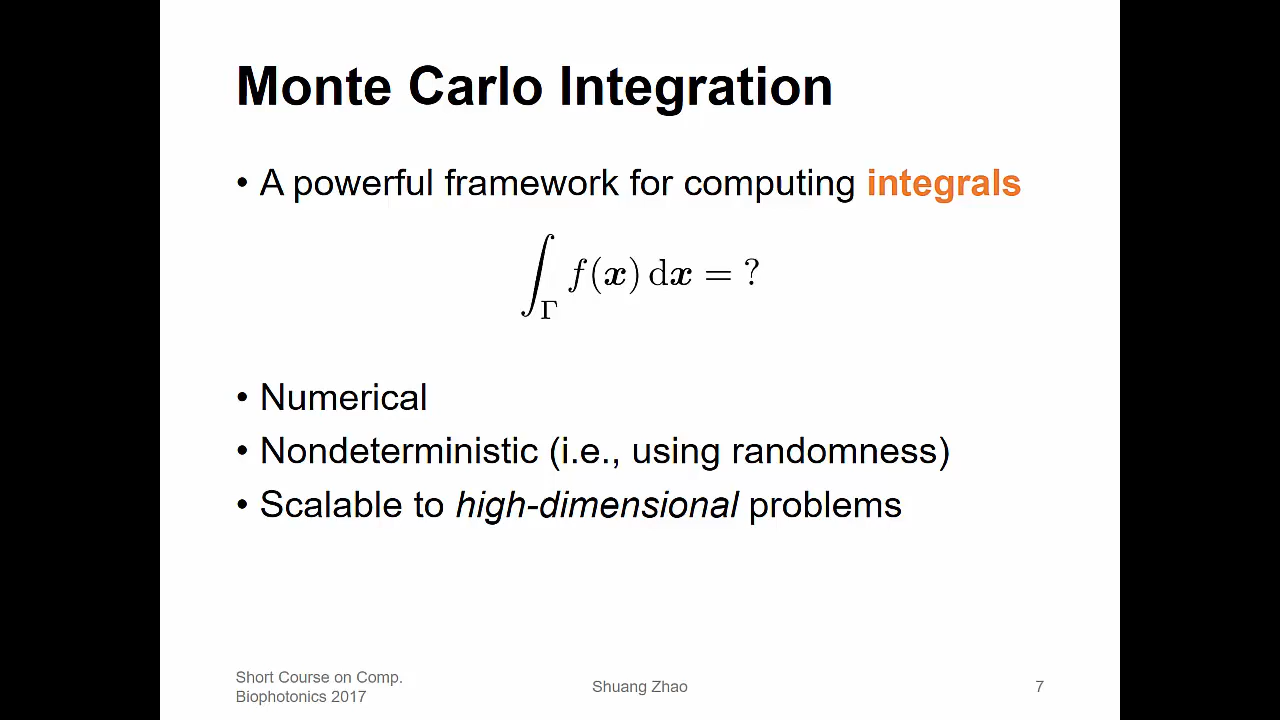 Monte Carlo Integration
• A powerful framework for computing integrals
∫_Γ f(x) dx = ?
• Numerical
• Nondeterministic (i.e., using randomness)
• Scalable to high-dimensional problems
Short Course on Comp.
Biophotonics 2017
Shuang Zhao
7